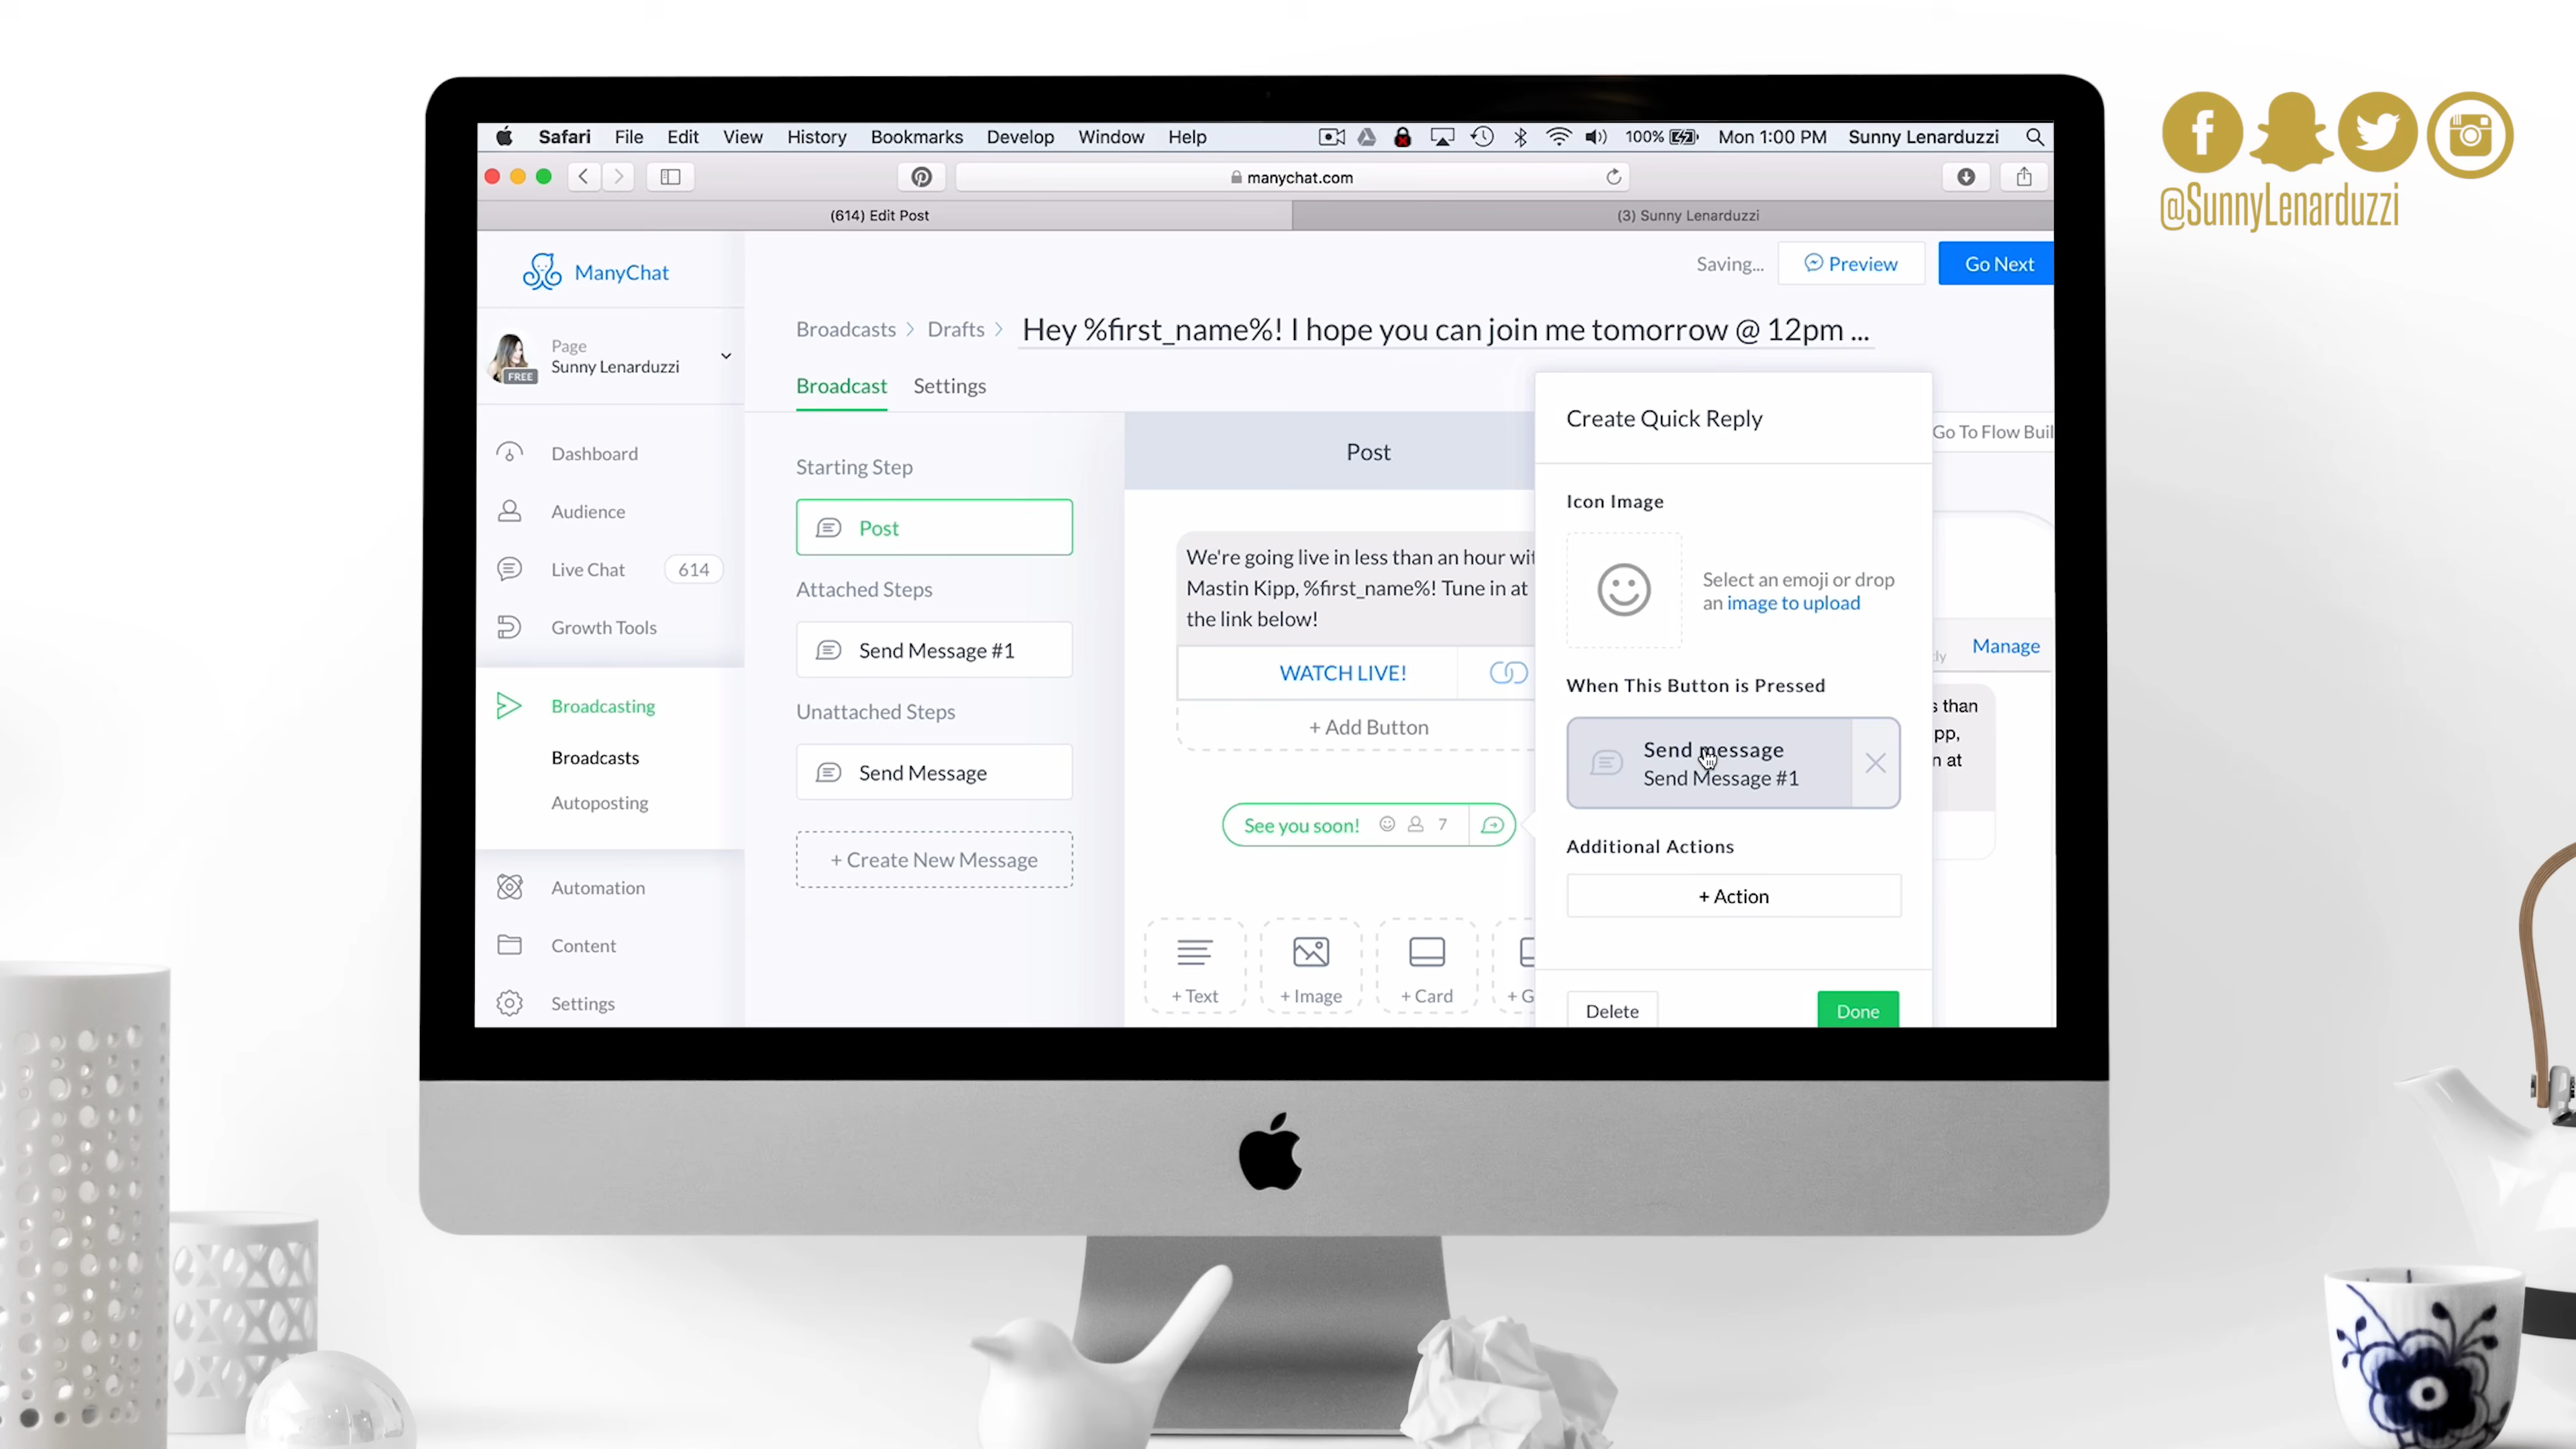 Safari File Edit View History Bookmarks Develop Window Help 100% Mon 1:00 PM Sunny Lenarduzzi
manychat.com
(614) Edit Post
(3) Sunny Lenarduzzi
@SunnyLenarduzzi
ManyChat
Saving...
Preview
Go Next
Page
Sunny Lenarduzzi
FREE
Broadcasts > Drafts > Hey %first_name%! I hope you can join me tomorrow @ 12pm ...
Broadcast Settings
Dashboard
Audience
Live Chat 614
Growth Tools
Broadcasting
Broadcasts
Autoposting
Automation
Content
Settings
Starting Step
Post
Attached Steps
Send Message #1
Unattached Steps
Send Message
+ Create New Message
Post
We're going live in less than an hour wit
Mastin Kipp, %first_name%! Tune in at
the link below!
WATCH LIVE!
+ Add Button
See you soon! 7
+ Text
+ Image
+ Card
+ G
Create Quick Reply
Icon Image
Select an emoji or drop
an image to upload
When This Button is Pressed
Send message
Send Message #1
Additional Actions
+ Action
Delete
Done
Go To Flow Buil
Manage
s than
pp,
n at